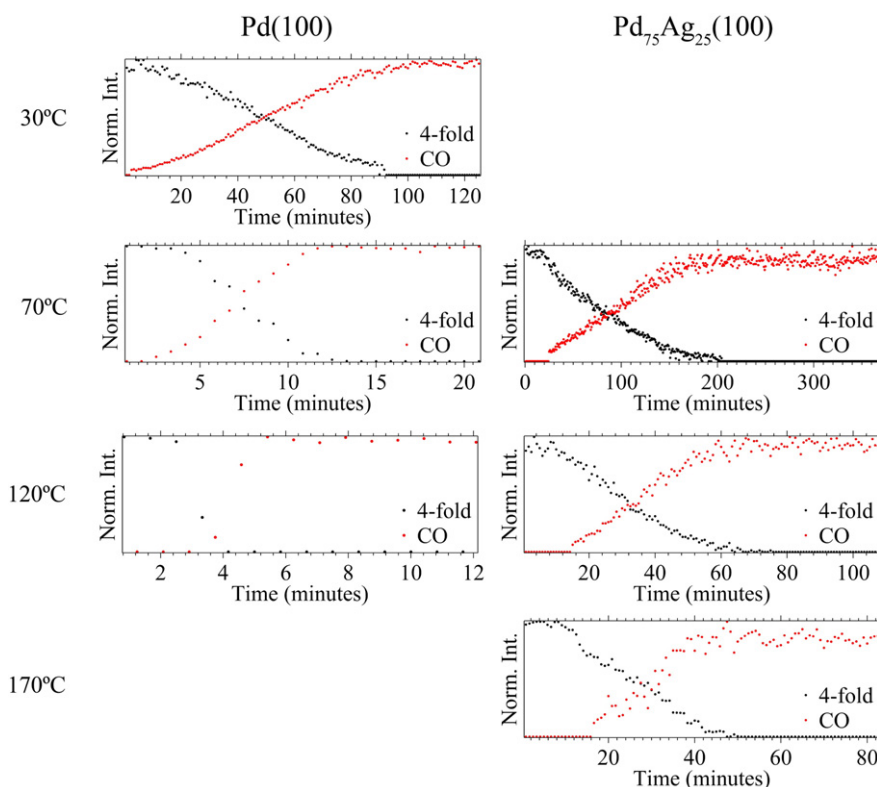 Pd(100)
Pd75Ag25(100)
30ºC
Norm. Int.
4-fold
CO
20 40 60 80 100 120
Time (minutes)
70ºC
Norm. Int.
4-fold
CO
5 10 15 20
Time (minutes)
Norm. Int.
4-fold
CO
0 100 200 300
Time (minutes)
120ºC
Norm. Int.
4-fold
CO
2 4 6 8 10 12
Time (minutes)
Norm. Int.
4-fold
CO
20 40 60 80 100
Time (minutes)
170ºC
Norm. Int.
4-fold
CO
20 40 60 80
Time (minutes)